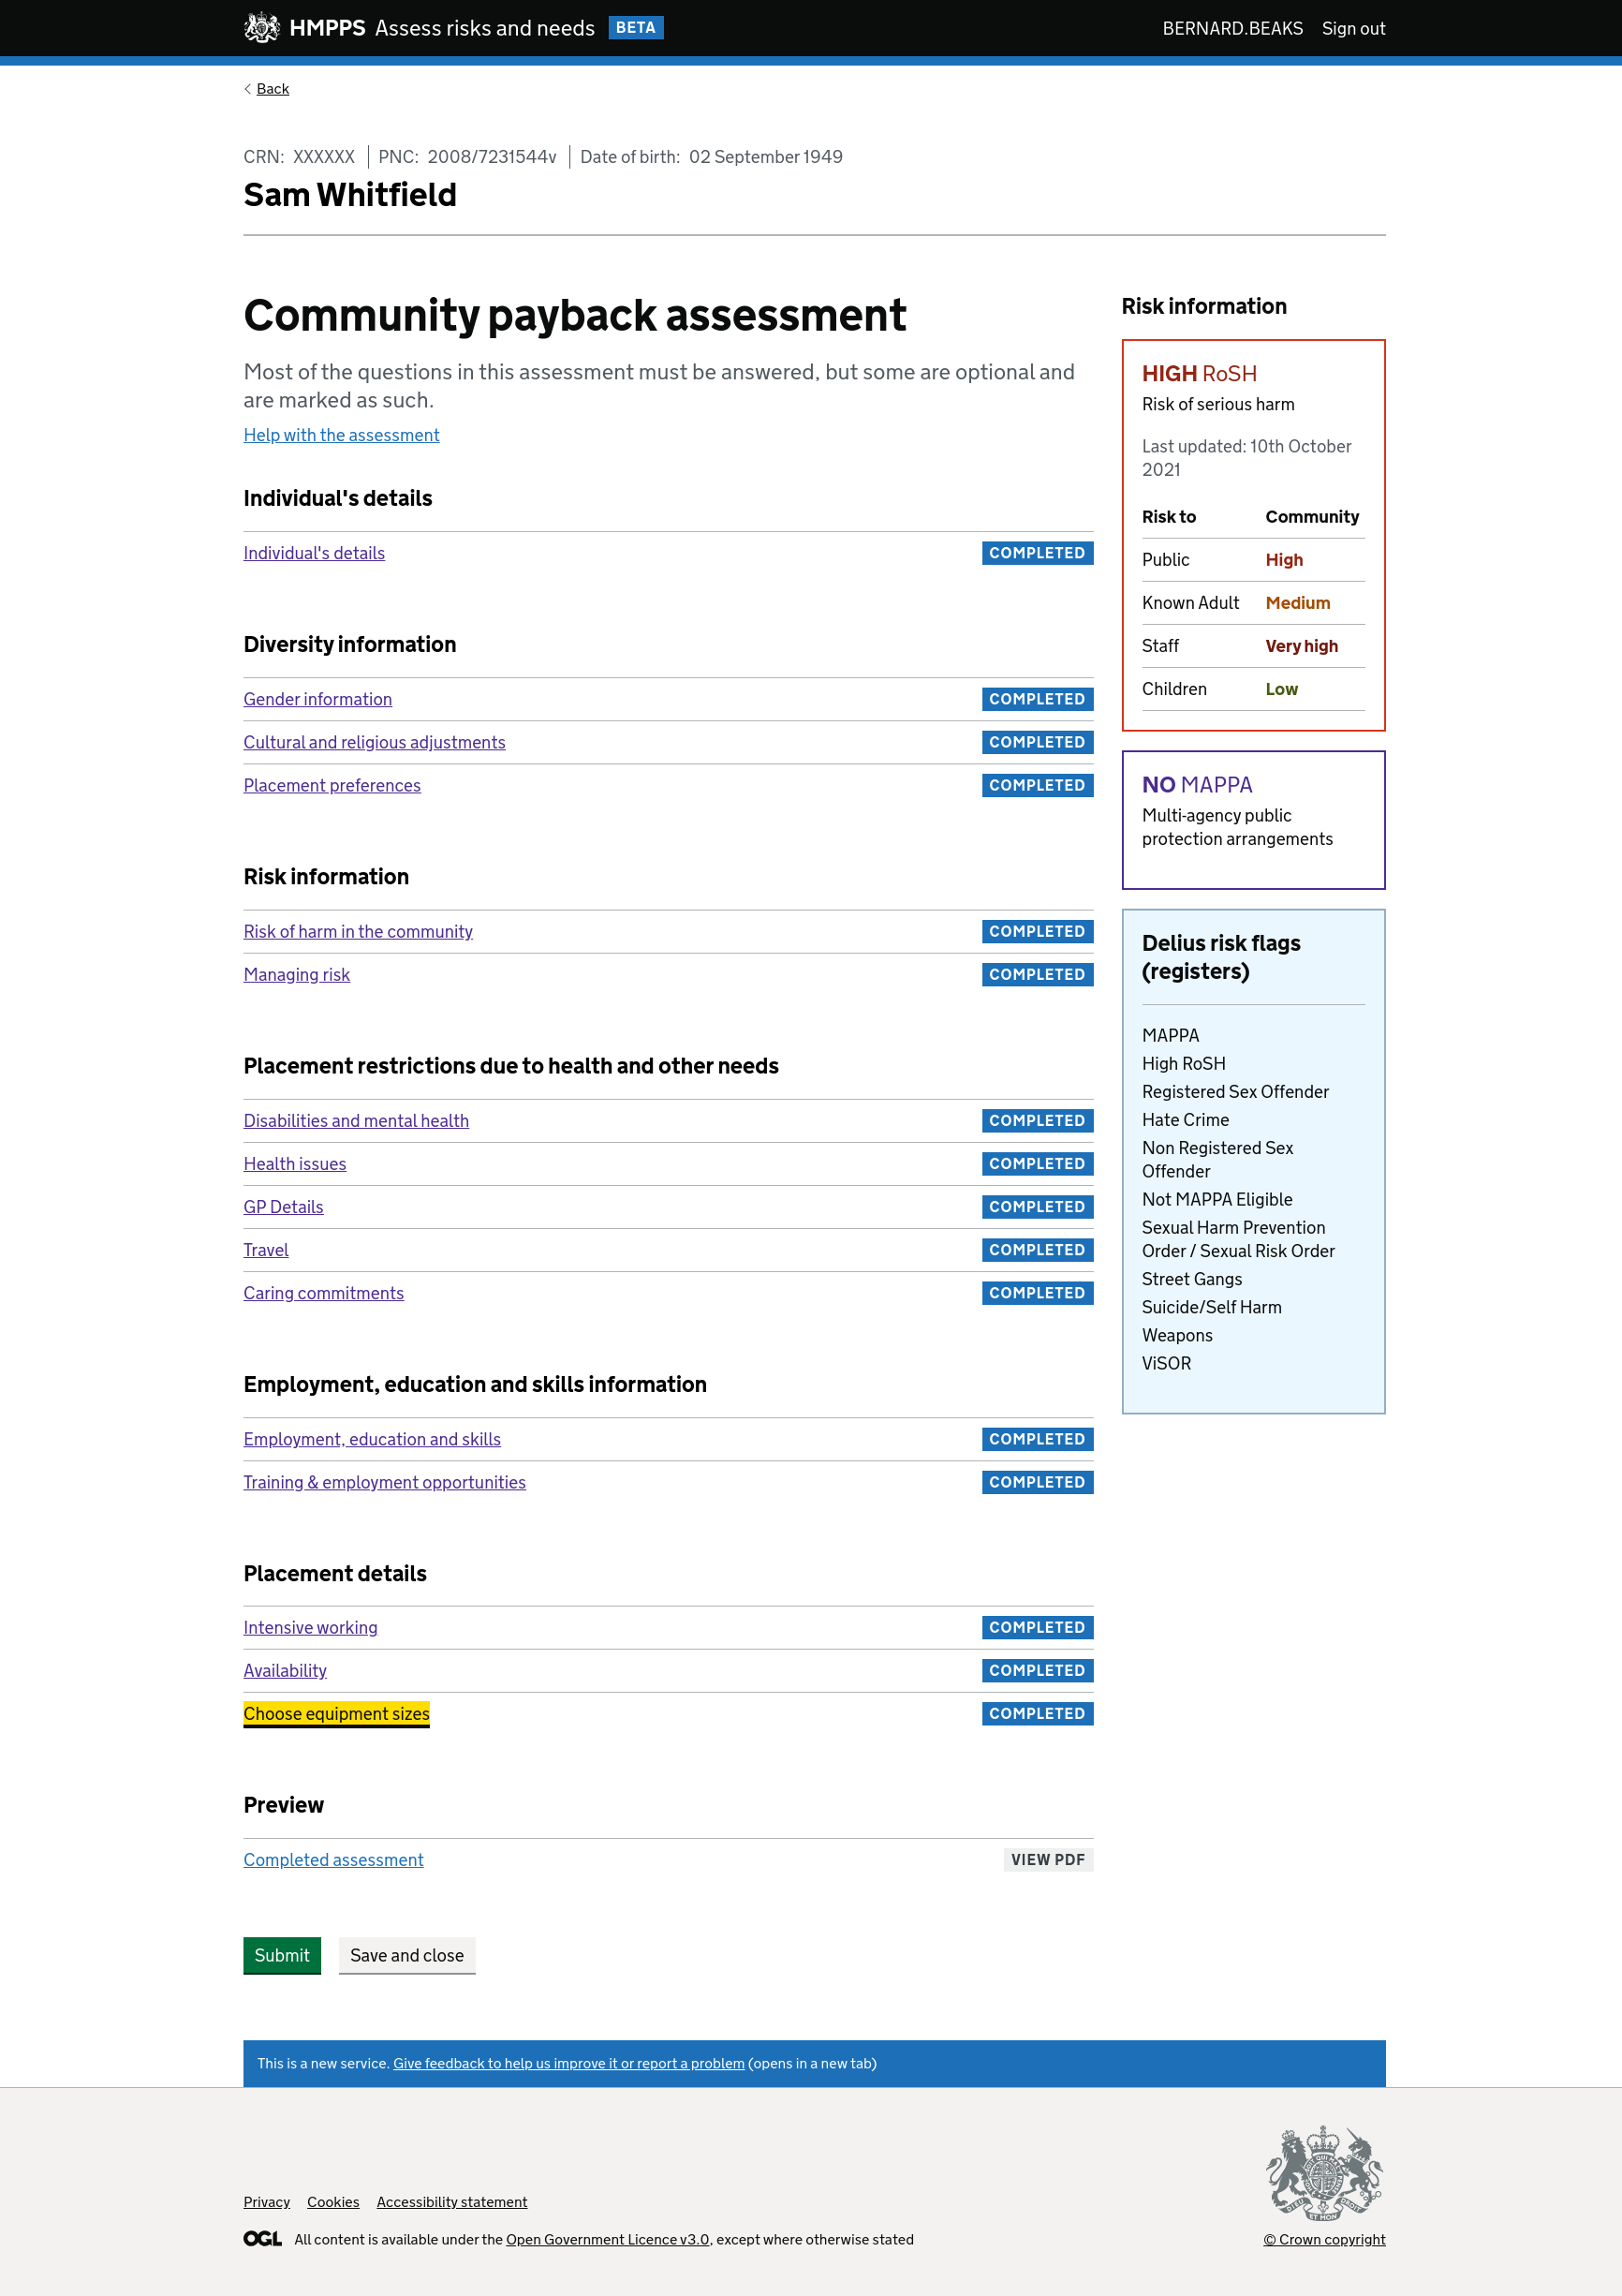 HMPPS Assess risks and needs BETA BERNARD.BEAKS Sign out
Back
CRN: XXXXXX PNC: 2008/7231544v Date of birth: 02 September 1949
Sam Whitfield
Community payback assessment
Most of the questions in this assessment must be answered, but some are optional and
are marked as such.
Help with the assessment
Individual's details
Individual's details COMPLETED
Diversity information
Gender information COMPLETED
Cultural and religious adjustments COMPLETED
Placement preferences COMPLETED
Risk information
Risk of harm in the community COMPLETED
Managing risk COMPLETED
Placement restrictions due to health and other needs
Disabilities and mental health COMPLETED
Health issues COMPLETED
GP Details COMPLETED
Travel COMPLETED
Caring commitments COMPLETED
Employment, education and skills information
Employment, education and skills COMPLETED
Training & employment opportunities COMPLETED
Placement details
Intensive working COMPLETED
Availability COMPLETED
Choose equipment sizes COMPLETED
Preview
Completed assessment VIEW PDF
Submit Save and close
Risk information
HIGH RoSH
Risk of serious harm
Last updated: 10th October
2021
Risk to Community
Public High
Known Adult Medium
Staff Very high
Children Low
NO MAPPA
Multi-agency public
protection arrangements
Delius risk flags
(registers)
MAPPA
High RoSH
Registered Sex Offender
Hate Crime
Non Registered Sex
Offender
Not MAPPA Eligible
Sexual Harm Prevention
Order / Sexual Risk Order
Street Gangs
Suicide/Self Harm
Weapons
ViSOR
This is a new service. Give feedback to help us improve it or report a problem (opens in a new tab)
Privacy Cookies Accessibility statement
OGL All content is available under the Open Government Licence v3.0, except where otherwise stated
© Crown copyright